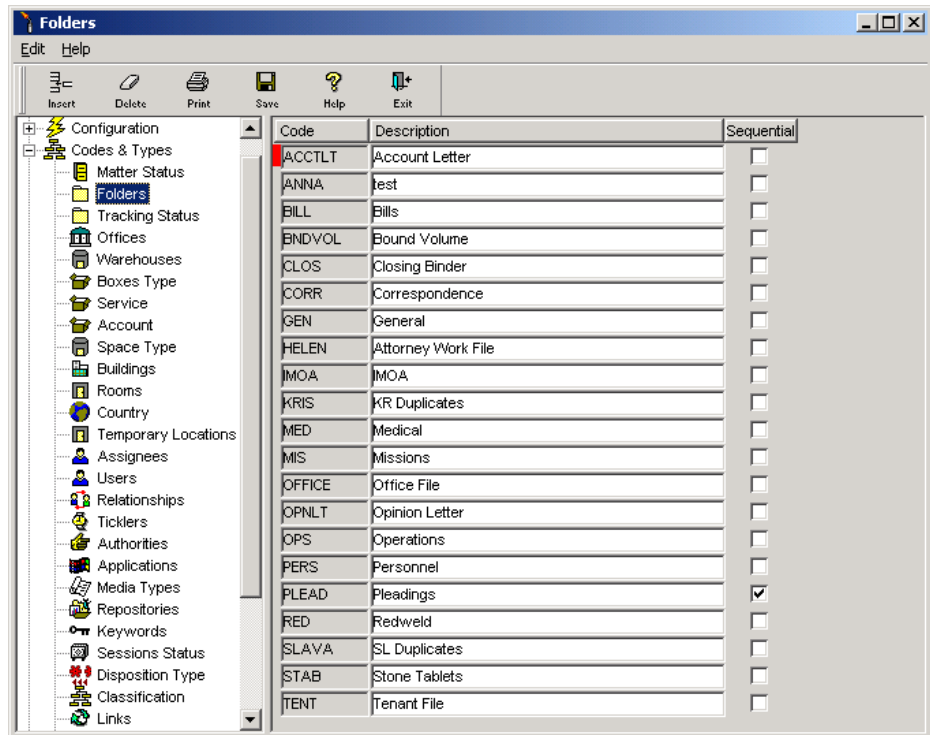 Folders
Edit Help
Insert Delete Print Save Help Exit
Configuration
Codes & Types
Matter Status
Folders
Tracking Status
Offices
Warehouses
Boxes Type
Service
Account
Space Type
Buildings
Rooms
Country
Temporary Locations
Assignees
Users
Relationships
Ticklers
Authorities
Applications
Media Types
Repositories
Keywords
Sessions Status
Disposition Type
Classification
Links
Code Description Sequential
ACCTLT Account Letter
ANNA test
BILL Bills
BNDVOL Bound Volume
CLOS Closing Binder
CORR Correspondence
GEN General
HELEN Attorney Work File
IMOA IMOA
KRIS KR Duplicates
MED Medical
MIS Missions
OFFICE Office File
OPNLT Opinion Letter
OPS Operations
PERS Personnel
PLEAD Pleadings
RED Redweld
SLAVA SL Duplicates
STAB Stone Tablets
TENT Tenant File